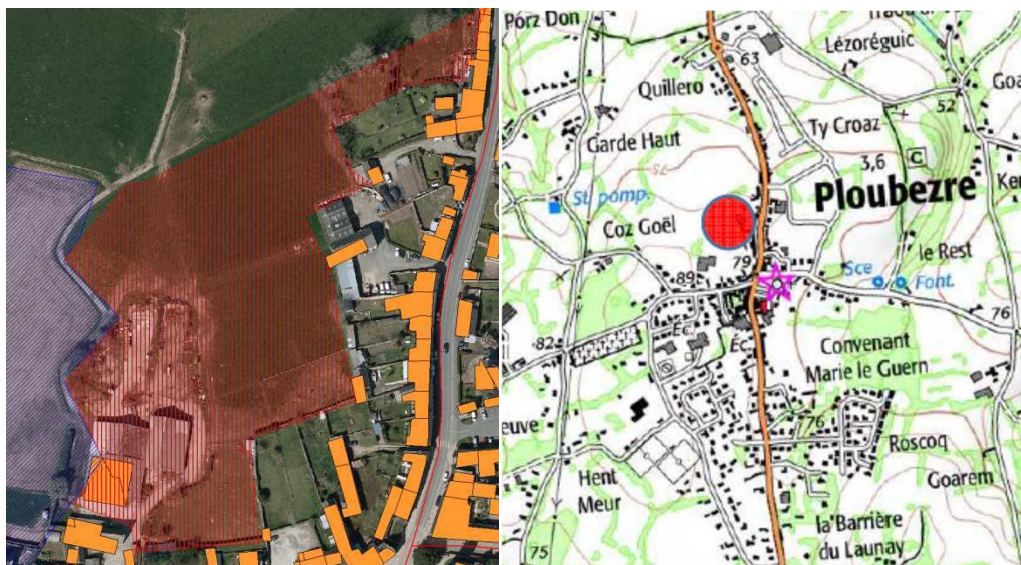 Porz Don
63
Lézoréguic
Quillero
52
Goa
Garde Haut
Ty Croaz
75
3,6
C
Ploubezre
Ker
St. pomp.
Coz Goël
le Rest
79
89
Sce
Font.
76
82
Éc.
Éc.
Convenant
Marie le Guern
euve
76
Roscoq
Hent
Meur
Goarem
la Barrière
du Launay
75